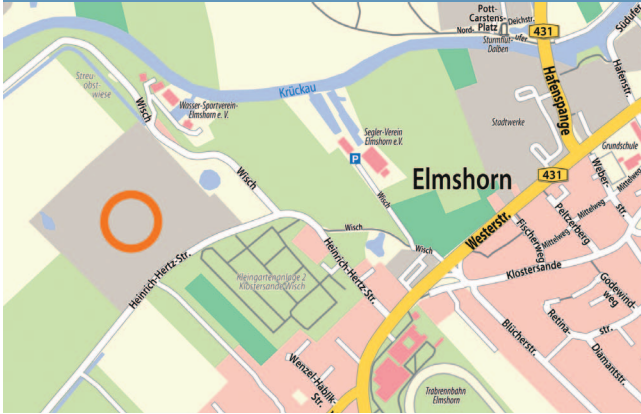 Pott-
Carstens-
Platz
Deichstr.
Nord-
ufer
Sturmflut-
Dalben
431
Südufer
Hafenstr.
Hafenspange
Streu
obst-
wiese
Wisch
Wasser-Sportverein-
Elmshorn e. V.
Krückau
Stadtwerke
Segler-Verein
Elmshorn e.V.
P
Grundschule
Elmshorn
431
Weber-
str.
Mittelweg
Wisch
Wisch
Westerstr.
Peltzerberg
Mittelweg
Fischerweg
Mittelweg
Wisch
Wisch
Heinrich-Hertz-Str.
Heinrich-Hertz-Str.
Kleingartenanlage 2
Klostersande/Wisch
Klostersande
Godewind-
weg
Blücherstr.
Retina-
str.
Diamantstr.
Wenzel-Hablik-
Str.
Trabrennbahn
Elmshorn